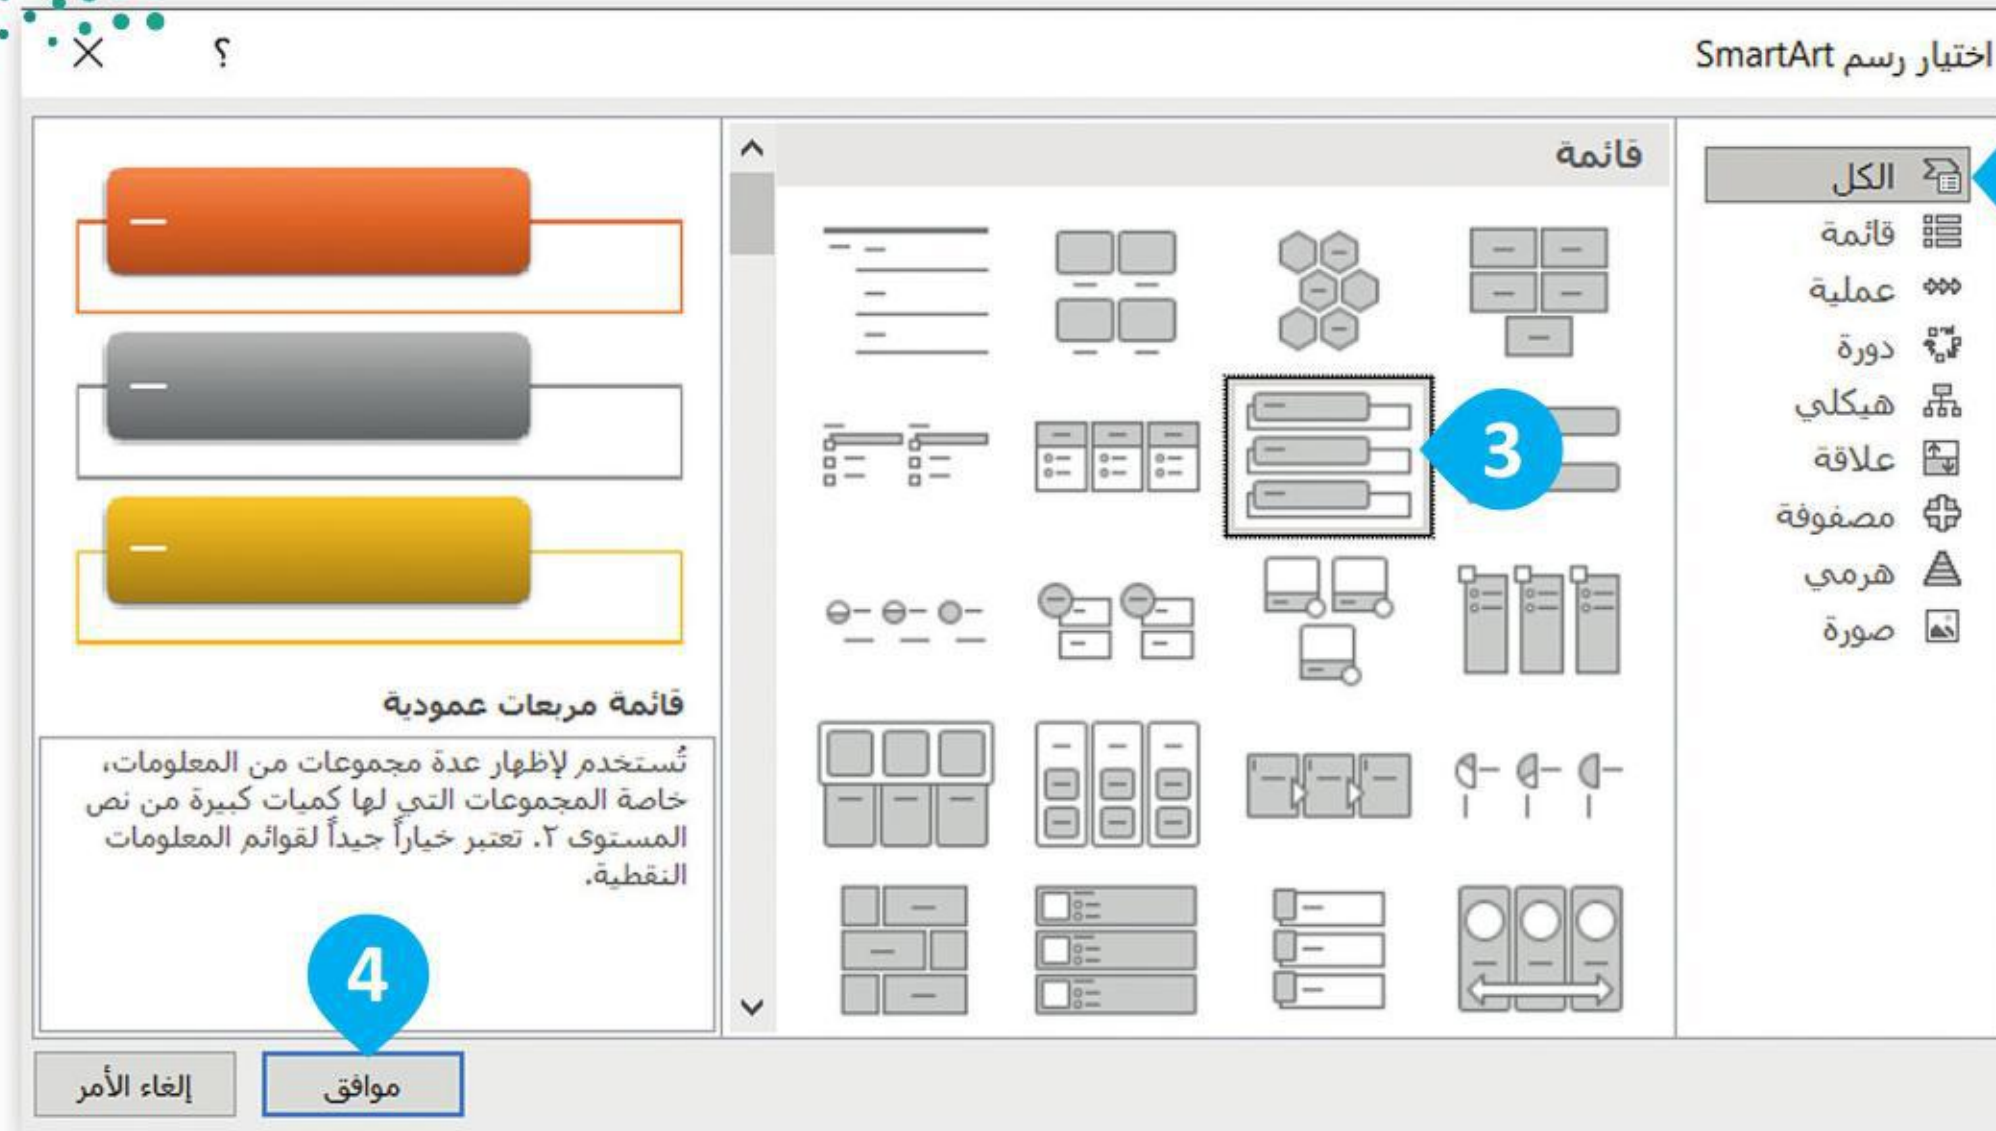 اختيار رسم SmartArt
؟
الكل
قائمة
عملية
دورة
هيكلي
علاقة
مصفوفة
هرمي
صورة
قائمة
3
قائمة مربعات عمودية
تُستخدم لإظهار عدة مجموعات من المعلومات،
خاصة المجموعات التي لها كميات كبيرة من نص
المستوى ٢. تعتبر خياراً جيداً لقوائم المعلومات
النقطية.
4
موافق
إلغاء الأمر